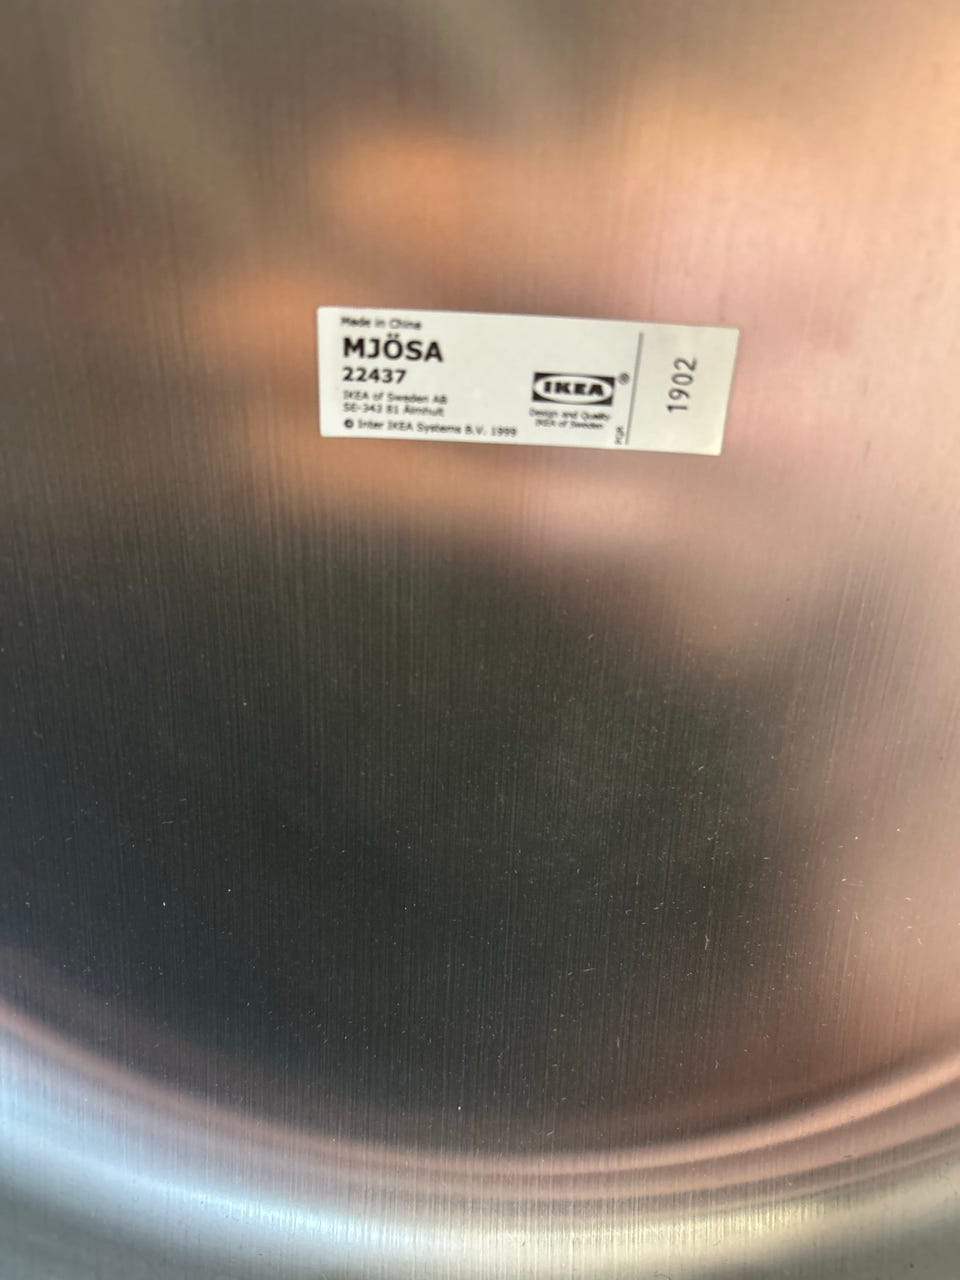 Made in China
MJÖSA
22437
IKEA of Sweden AB
SE-343 81 Älmhult
© Inter IKEA Systems B.V. 1999
IKEA®
Design and Quality
IKEA of Sweden
1902